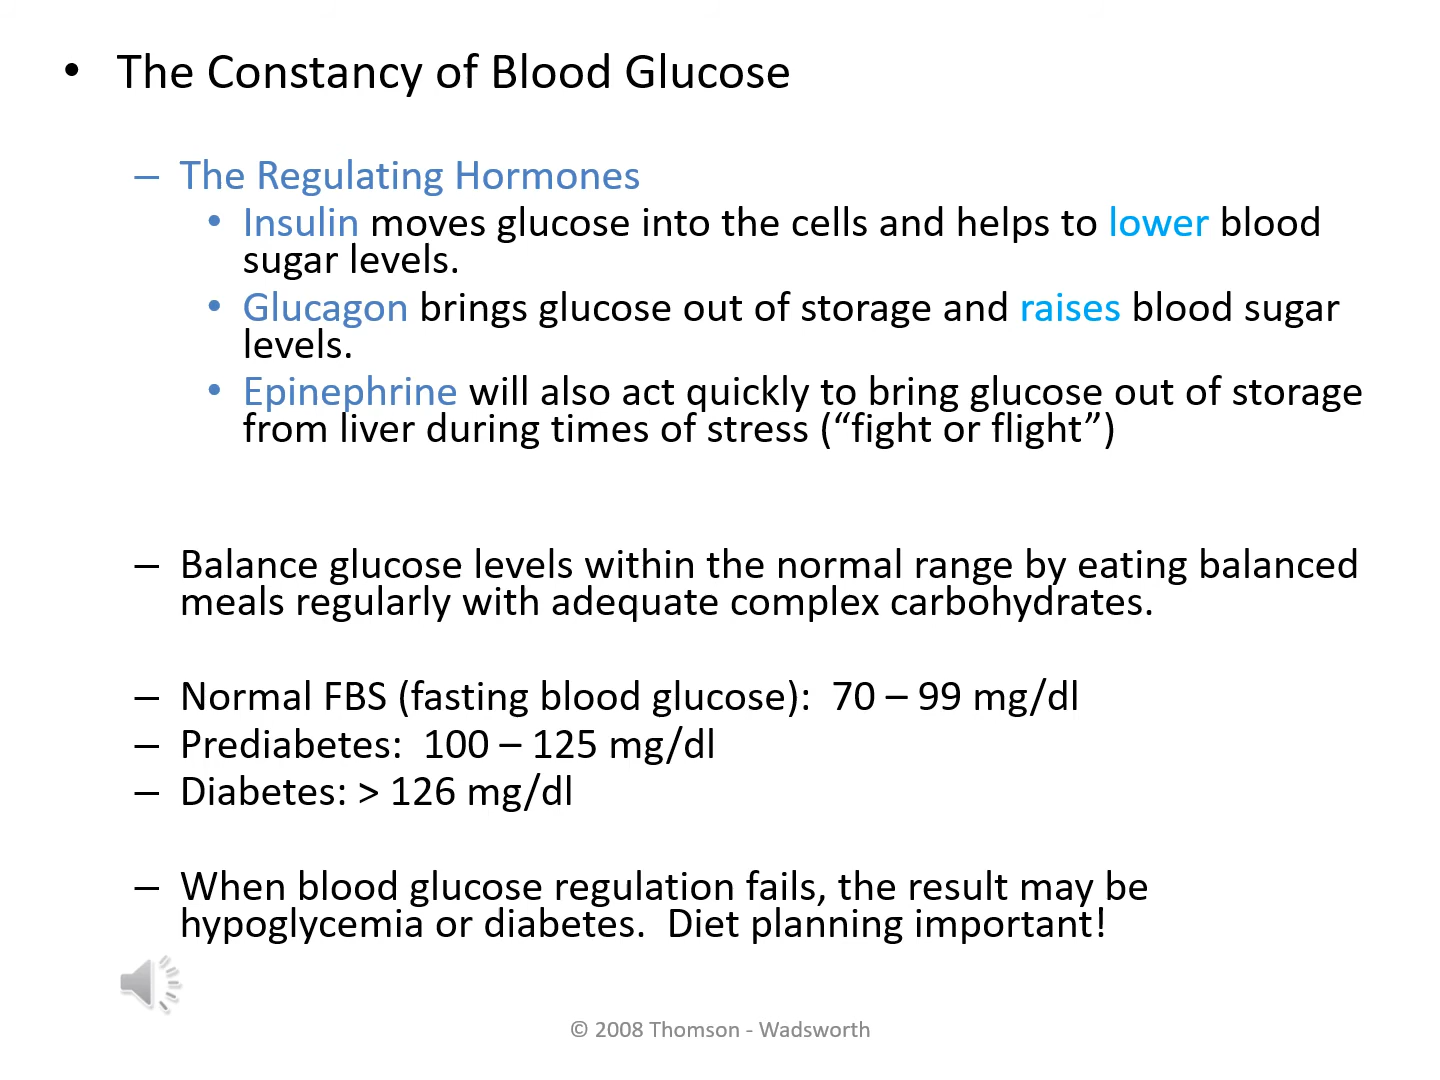 • The Constancy of Blood Glucose
– The Regulating Hormones
• Insulin moves glucose into the cells and helps to lower blood
sugar levels.
• Glucagon brings glucose out of storage and raises blood sugar
levels.
• Epinephrine will also act quickly to bring glucose out of storage
from liver during times of stress (“fight or flight”)
– Balance glucose levels within the normal range by eating balanced
meals regularly with adequate complex carbohydrates.
– Normal FBS (fasting blood glucose):  70 – 99 mg/dl
– Prediabetes:  100 – 125 mg/dl
– Diabetes: > 126 mg/dl
– When blood glucose regulation fails, the result may be
hypoglycemia or diabetes.  Diet planning important!
© 2008 Thomson - Wadsworth